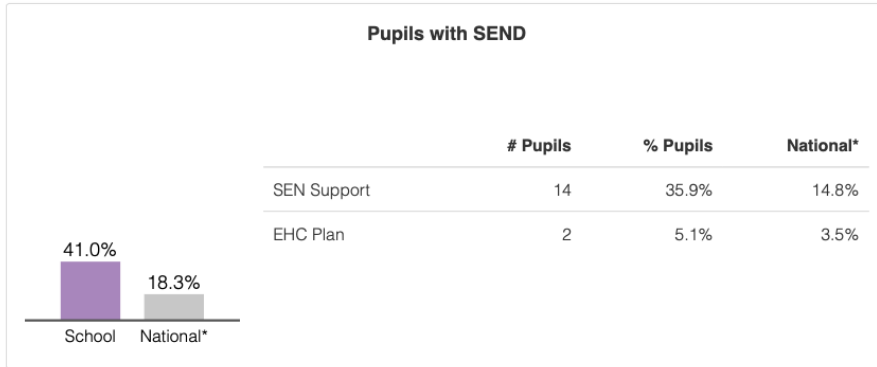 Pupils with SEND
# Pupils % Pupils National*
SEN Support 14 35.9% 14.8%
EHC Plan 2 5.1% 3.5%
41.0%
18.3%
School National*